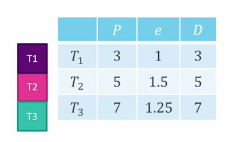 P e D
T1 T₁ 3 1 3
T2 T₂ 5 1.5 5
T3 T₃ 7 1.25 7